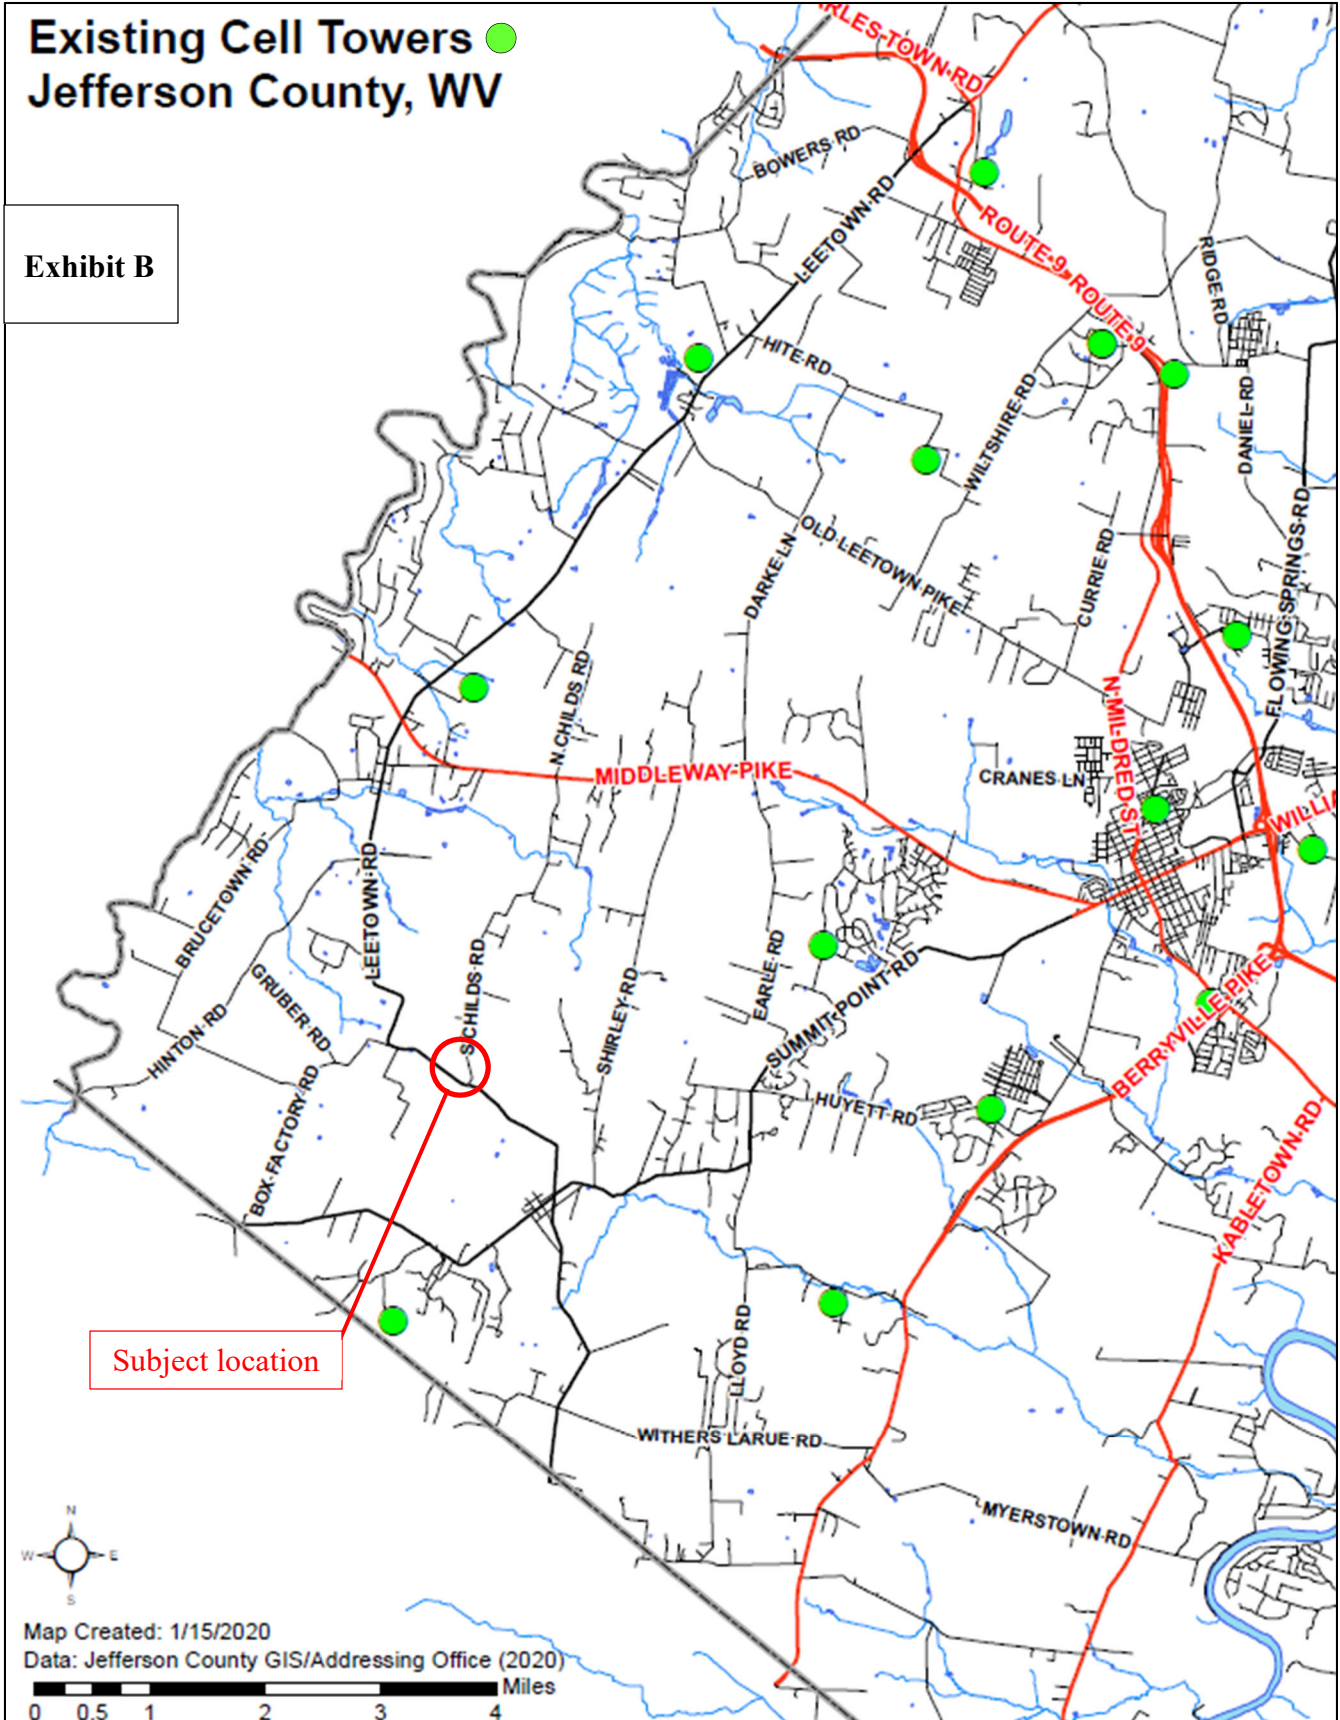 Existing Cell Towers
Jefferson County, WV
Exhibit B
CHARLES TOWN RD
BOWERS RD
LEETOWN RD
ROUTE 9
ROUTE 9
RIDGE RD
HITE RD
WILTSHIRE RD
DANIEL RD
OLD LEETOWN PIKE
DARKE LN
CURRIE RD
FLOWING SPRINGS RD
N CHILDS RD
N MILDRED ST
MIDDLEWAY PIKE
CRANES LN
WILLIA
BRUCETOWN RD
LEETOWN RD
GRUBER RD
S CHILDS RD
EARLE RD
SUMMIT POINT RD
SHIRLEY RD
HINTON RD
BERRYVILLE PIKE
BOX FACTORY RD
HUYETT RD
KABLETOWN RD
Subject location
LLOYD RD
WITHERS LARUE RD
MYERSTOWN RD
N
W E
S
Map Created: 1/15/2020
Data: Jefferson County GIS/Addressing Office (2020)
Miles
0 0.5 1 2 3 4